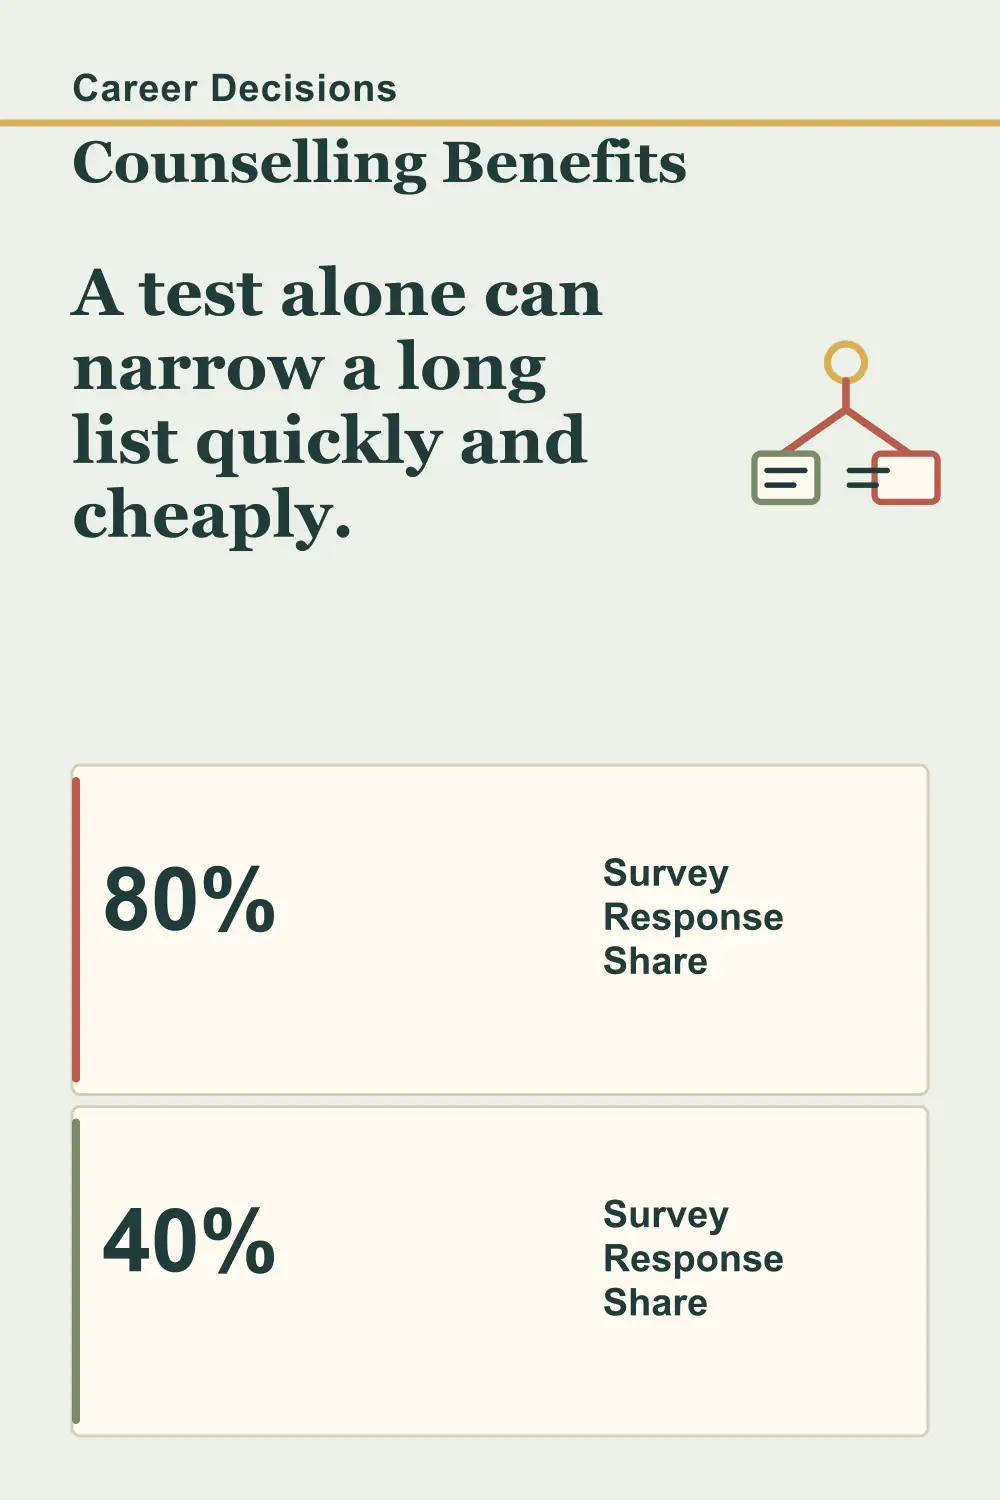 Career Decisions
Counselling Benefits
A test alone can
narrow a long
list quickly and
cheaply.
80%
Survey
Response
Share
40%
Survey
Response
Share